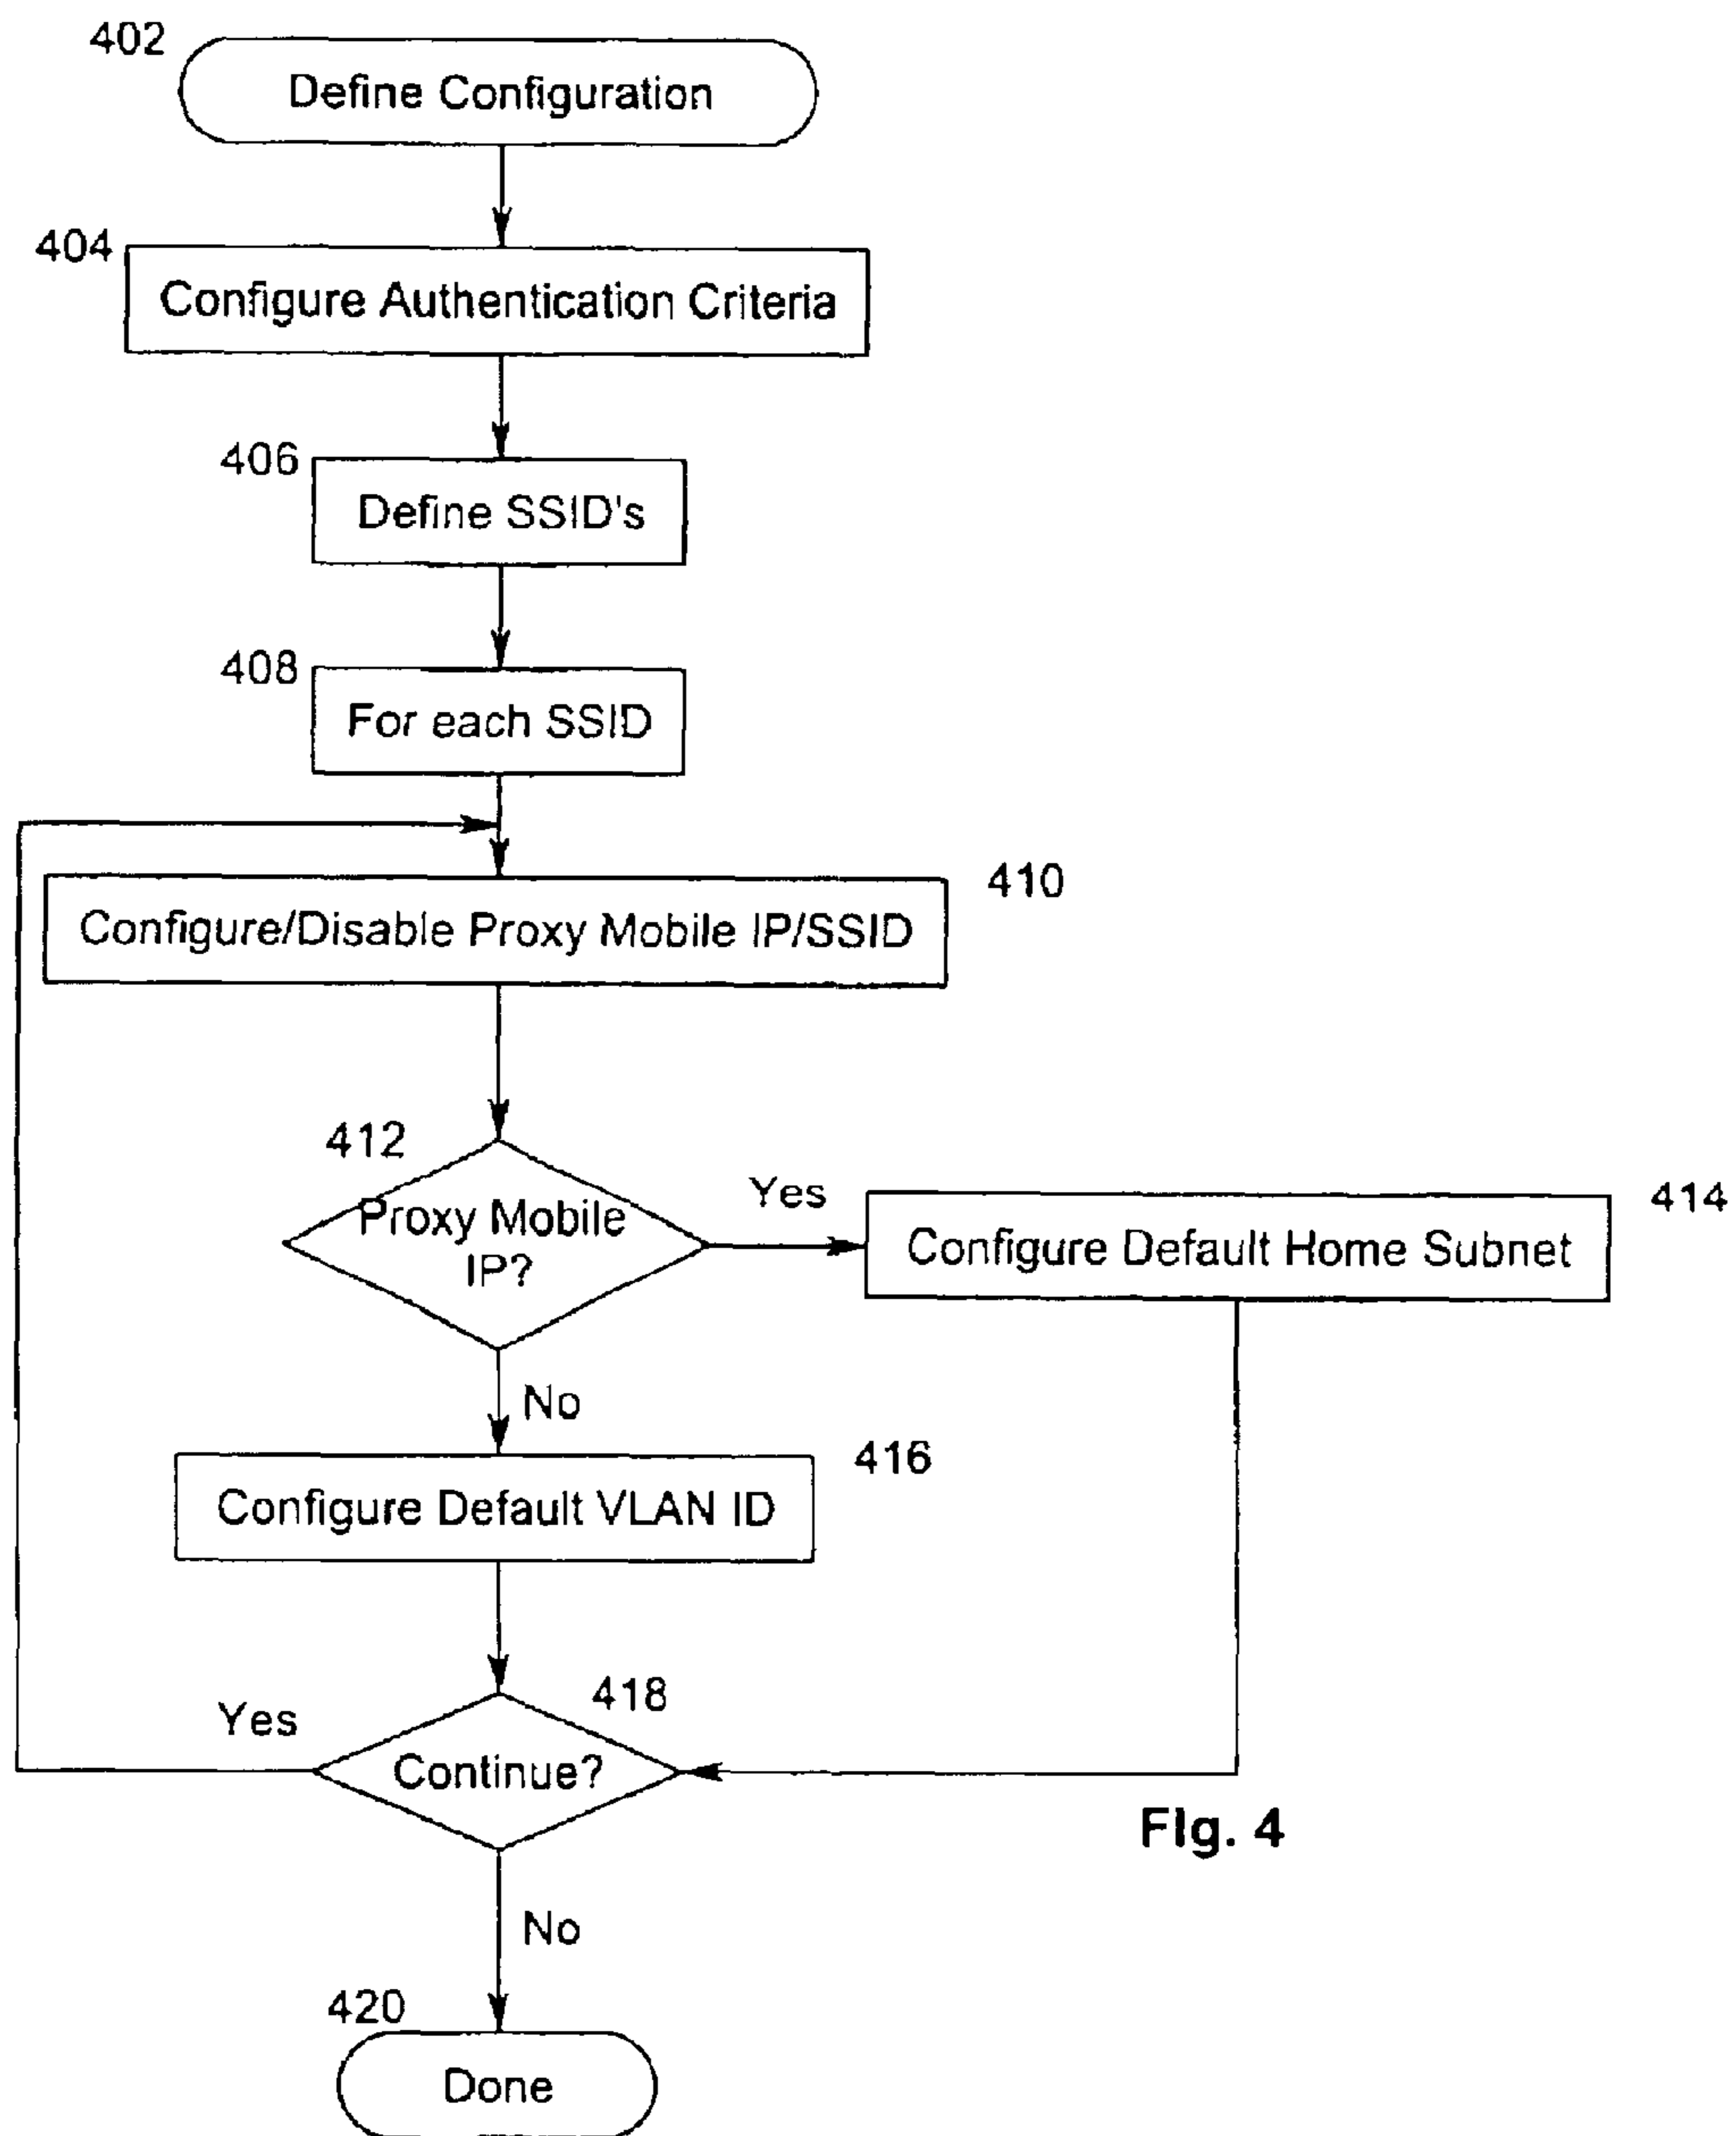 402
Define Configuration
404
Configure Authentication Criteria
406
Define SSID's
408
For each SSID
410
Configure/Disable Proxy Mobile IP/SSID
412
Proxy Mobile
IP?
Yes
414
Configure Default Home Subnet
No
416
Configure Default VLAN ID
418
Yes
Continue?
Fig. 4
No
420
Done